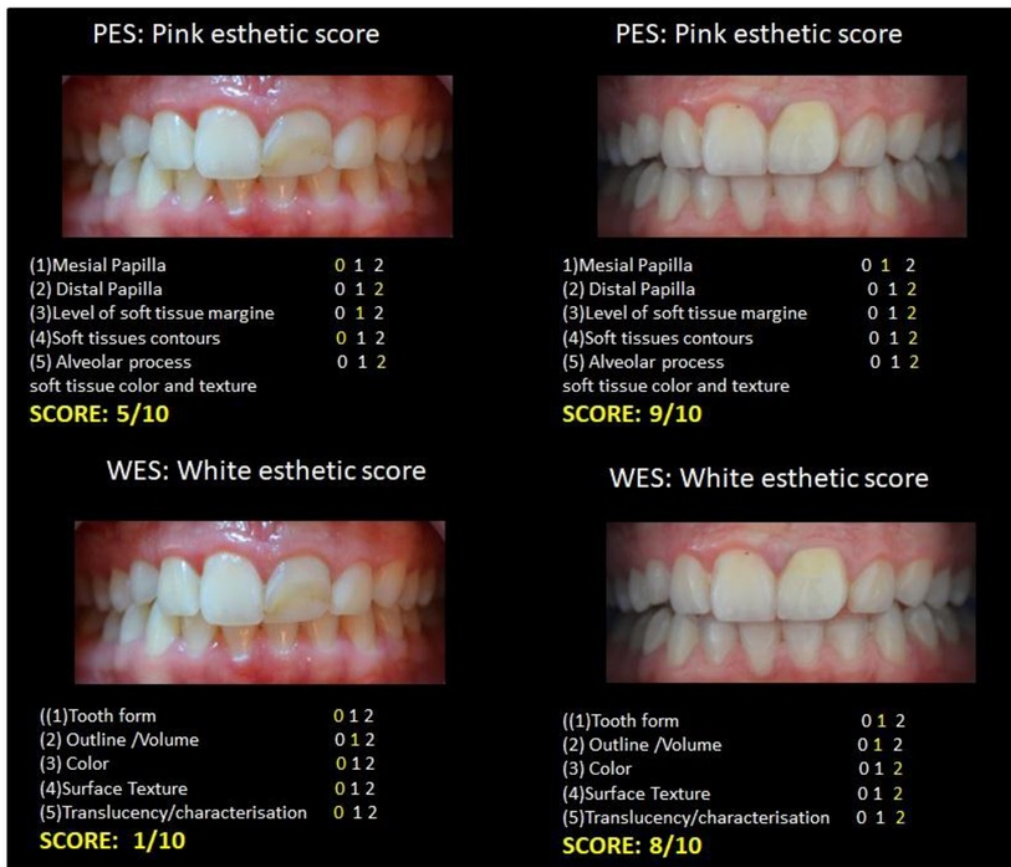 PES: Pink esthetic score
(1)Mesial Papilla 0 1 2
(2) Distal Papilla 0 1 2
(3)Level of soft tissue margine 0 1 2
(4)Soft tissues contours 0 1 2
(5) Alveolar process 0 1 2
soft tissue color and texture
SCORE: 5/10
PES: Pink esthetic score
1)Mesial Papilla 0 1 2
(2) Distal Papilla 0 1 2
(3)Level of soft tissue margine 0 1 2
(4)Soft tissues contours 0 1 2
(5) Alveolar process 0 1 2
soft tissue color and texture
SCORE: 9/10
WES: White esthetic score
((1)Tooth form 0 1 2
(2) Outline /Volume 0 1 2
(3) Color 0 1 2
(4)Surface Texture 0 1 2
(5)Translucency/characterisation 0 1 2
SCORE: 1/10
WES: White esthetic score
((1)Tooth form 0 1 2
(2) Outline /Volume 0 1 2
(3) Color 0 1 2
(4)Surface Texture 0 1 2
(5)Translucency/characterisation 0 1 2
SCORE: 8/10